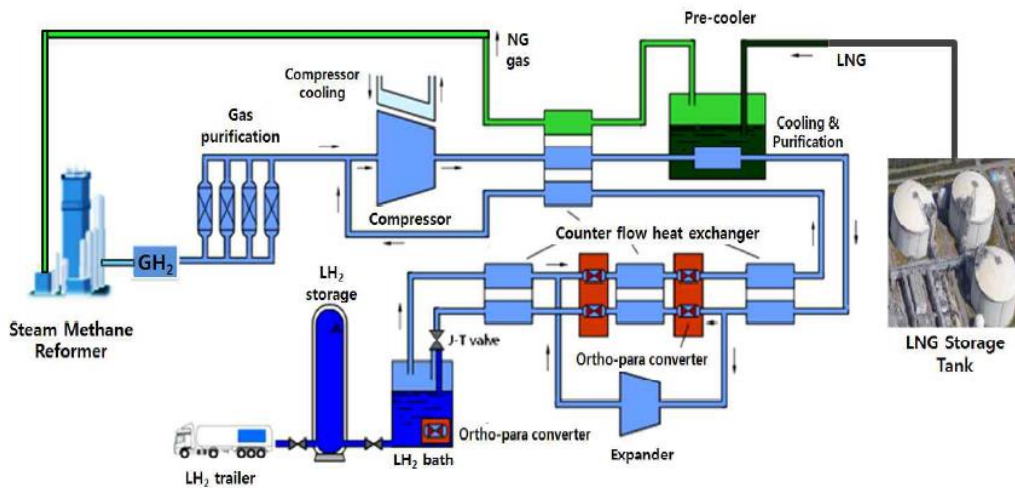 Pre-cooler
NG
gas
LNG
Compressor
cooling
Gas
purification
Cooling &
Purification
Compressor
Counter flow heat exchanger
GH₂
LH₂
storage
Steam Methane
Reformer
J-T valve
Ortho-para converter
LNG Storage
Tank
Ortho-para converter
Expander
LH₂ bath
LH₂ trailer